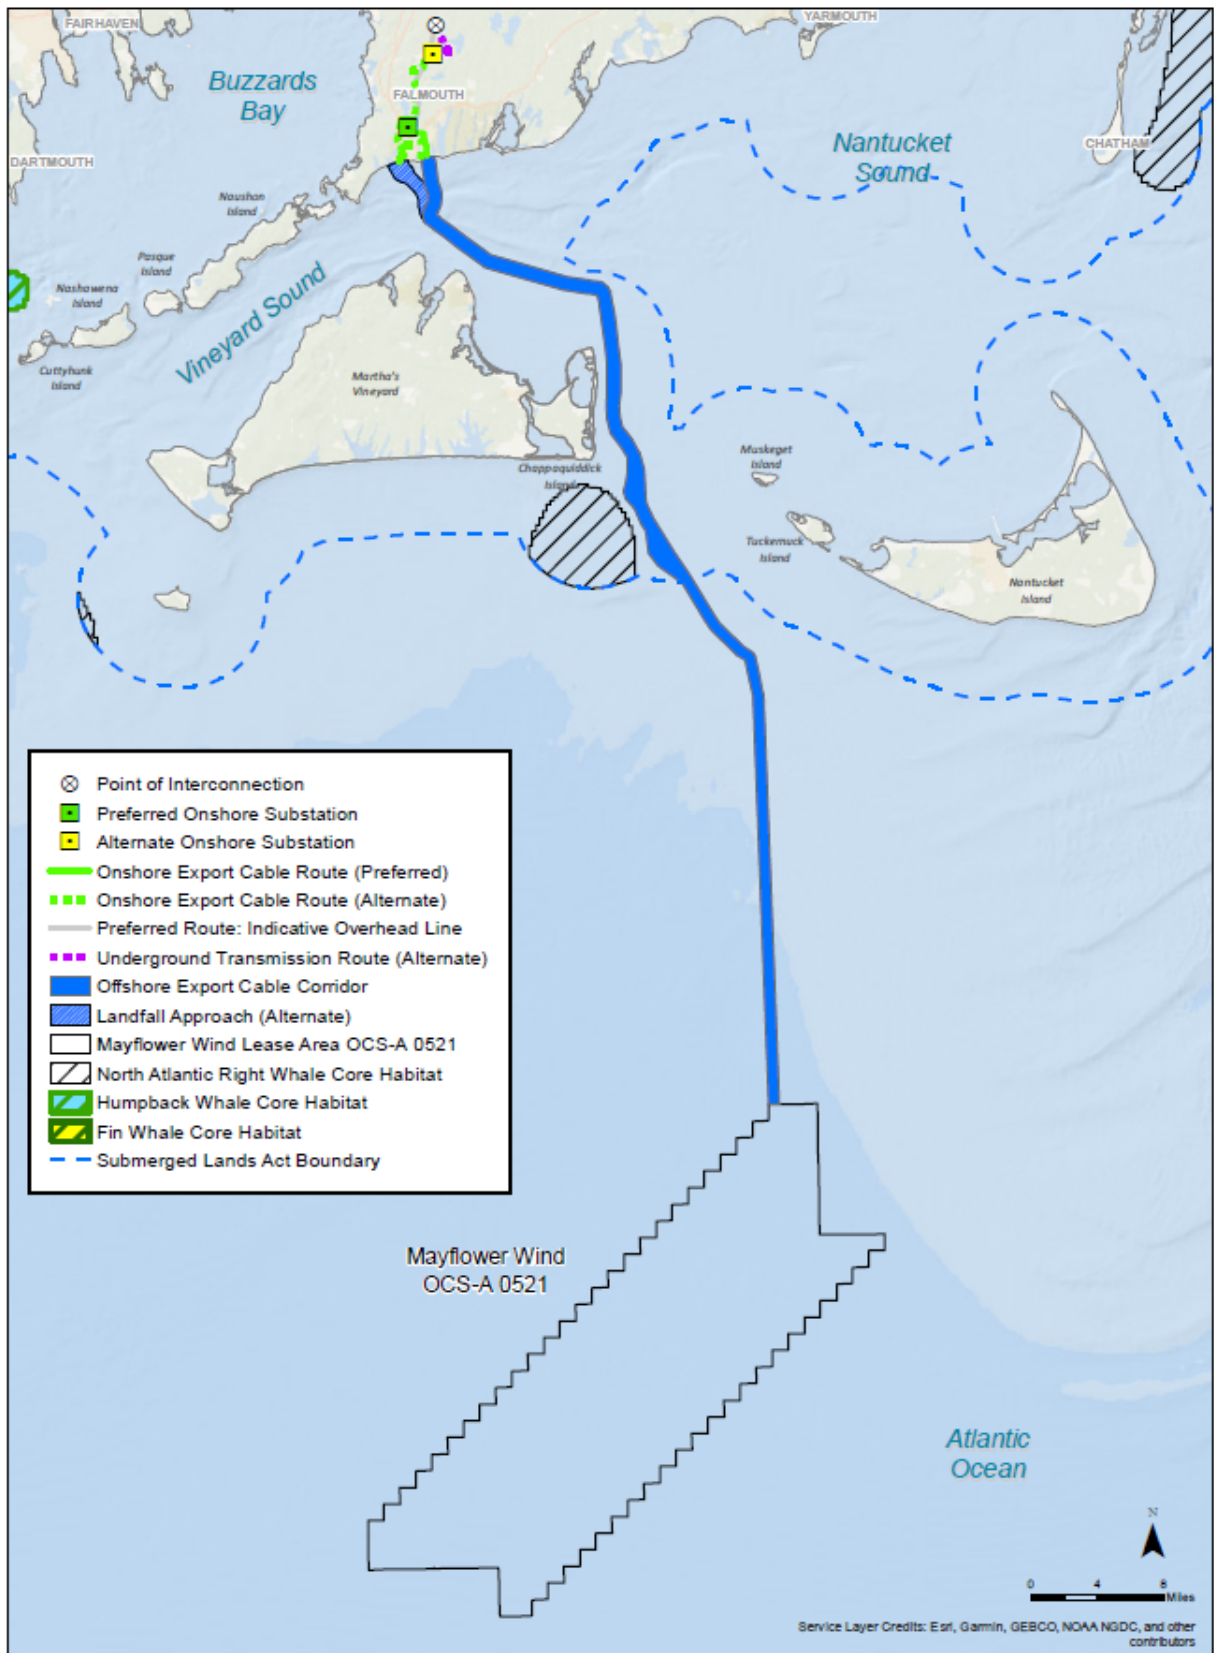 FAIRHAVEN
YARMOUTH
Buzzards
Bay
FALMOUTH
Nantucket
Sound
CHATHAM
DARTMOUTH
Naushon
Island
Pasque
Island
Nashawena
Island
Vineyard Sound
Cuttyhunk
Island
Martha's
Vineyard
Chappaquiddick
Island
Muskeget
Island
Tuckernuck
Island
Nantucket
Island
Point of Interconnection
Preferred Onshore Substation
Alternate Onshore Substation
Onshore Export Cable Route (Preferred)
Onshore Export Cable Route (Alternate)
Preferred Route: Indicative Overhead Line
Underground Transmission Route (Alternate)
Offshore Export Cable Corridor
Landfall Approach (Alternate)
Mayflower Wind Lease Area OCS-A 0521
North Atlantic Right Whale Core Habitat
Humpback Whale Core Habitat
Fin Whale Core Habitat
Submerged Lands Act Boundary
Mayflower Wind
OCS-A 0521
Atlantic
Ocean
N
0 4 8
Miles
Service Layer Credits: Esri, Garmin, GEBCO, NOAA NGDC, and other
contributors